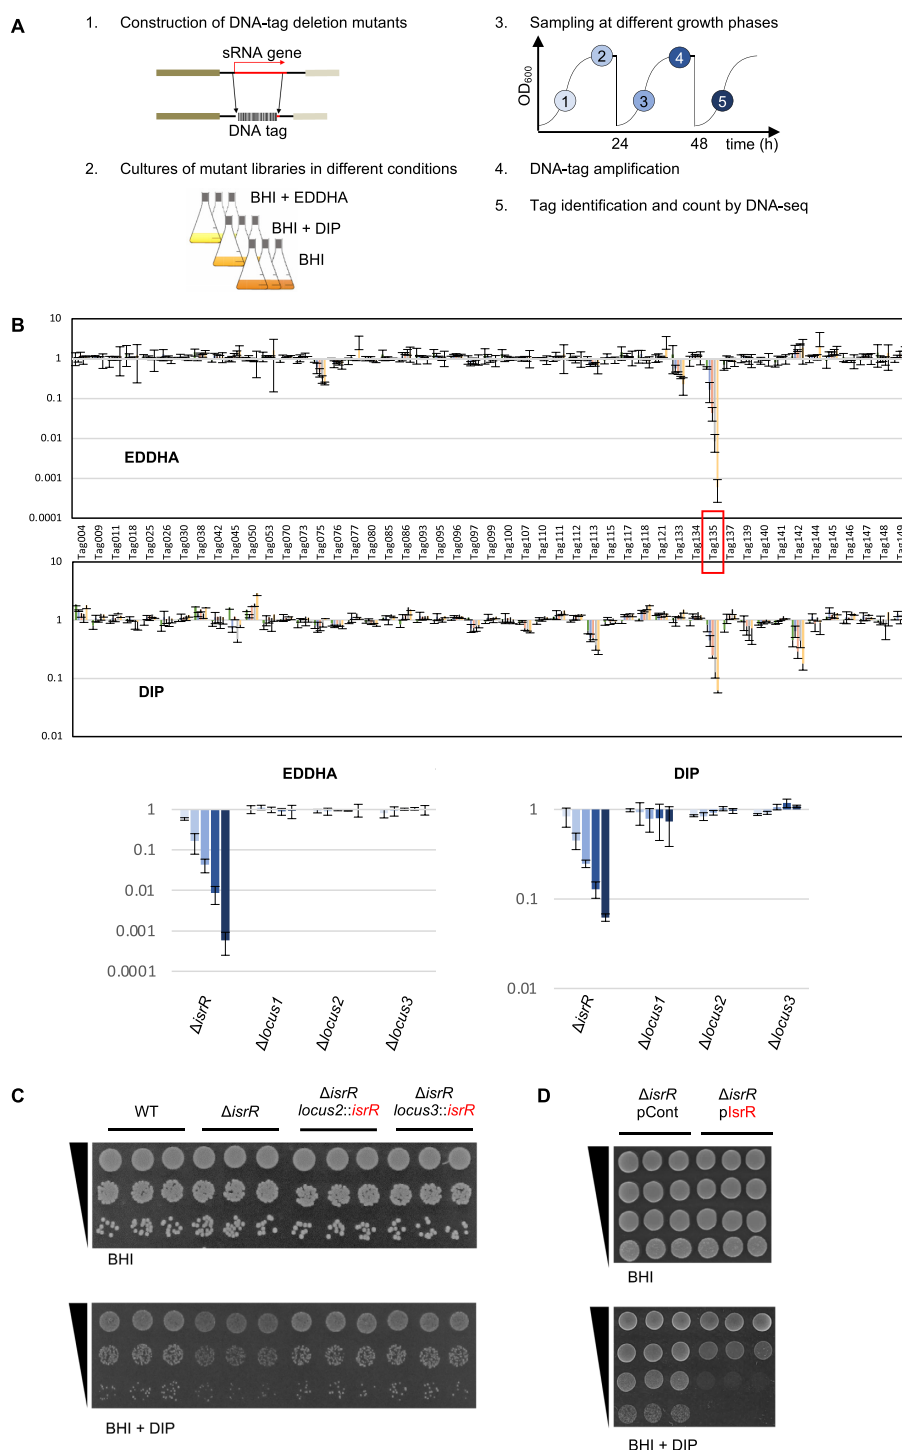 A
1. Construction of DNA-tag deletion mutants
sRNA gene
DNA tag
2. Cultures of mutant libraries in different conditions
BHI + EDDHA
BHI + DIP
BHI
3. Sampling at different growth phases
OD600
1
2
3
4
5
24
48
time (h)
4. DNA-tag amplification
5. Tag identification and count by DNA-seq
B
10
1
0.1
0.01
0.001
0.0001
EDDHA
Tag004
Tag009
Tag011
Tag018
Tag025
Tag026
Tag030
Tag038
Tag042
Tag045
Tag050
Tag053
Tag070
Tag073
Tag075
Tag076
Tag077
Tag080
Tag085
Tag086
Tag093
Tag095
Tag096
Tag097
Tag099
Tag100
Tag107
Tag110
Tag111
Tag112
Tag113
Tag117
Tag118
Tag121
Tag133
Tag134
Tag135
Tag137
Tag139
Tag140
Tag141
Tag142
Tag144
Tag145
Tag146
Tag147
Tag148
Tag149
10
1
0.1
0.01
DIP
EDDHA
1
0.1
0.01
0.001
0.0001
ΔisrR
Δlocus1
Δlocus2
Δlocus3
DIP
1
0.1
0.01
ΔisrR
Δlocus1
Δlocus2
Δlocus3
C
WT
ΔisrR
ΔisrR
locus2::isrR
ΔisrR
locus3::isrR
BHI
BHI + DIP
D
ΔisrR
pCont
ΔisrR
pIsrR
BHI
BHI + DIP